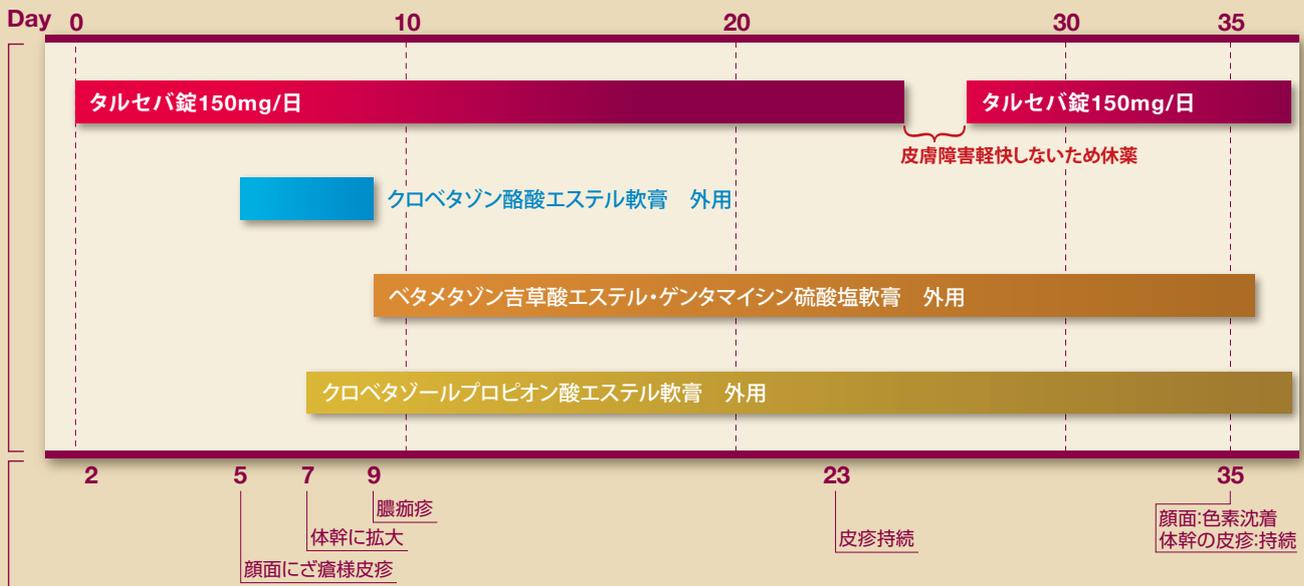 Day 0 10 20 30 35
タルセバ錠150mg/日 タルセバ錠150mg/日
皮膚障害軽快しないため休薬
クロベタゾン酪酸エステル軟膏　外用
ベタメタゾン吉草酸エステル・ゲンタマイシン硫酸塩軟膏　外用
クロベタゾールプロピオン酸エステル軟膏　外用
2 5 7 9 23 35
膿痂疹
顔面:色素沈着
体幹に拡大
皮疹持続
体幹の皮疹:持続
顔面にざ瘡様皮疹